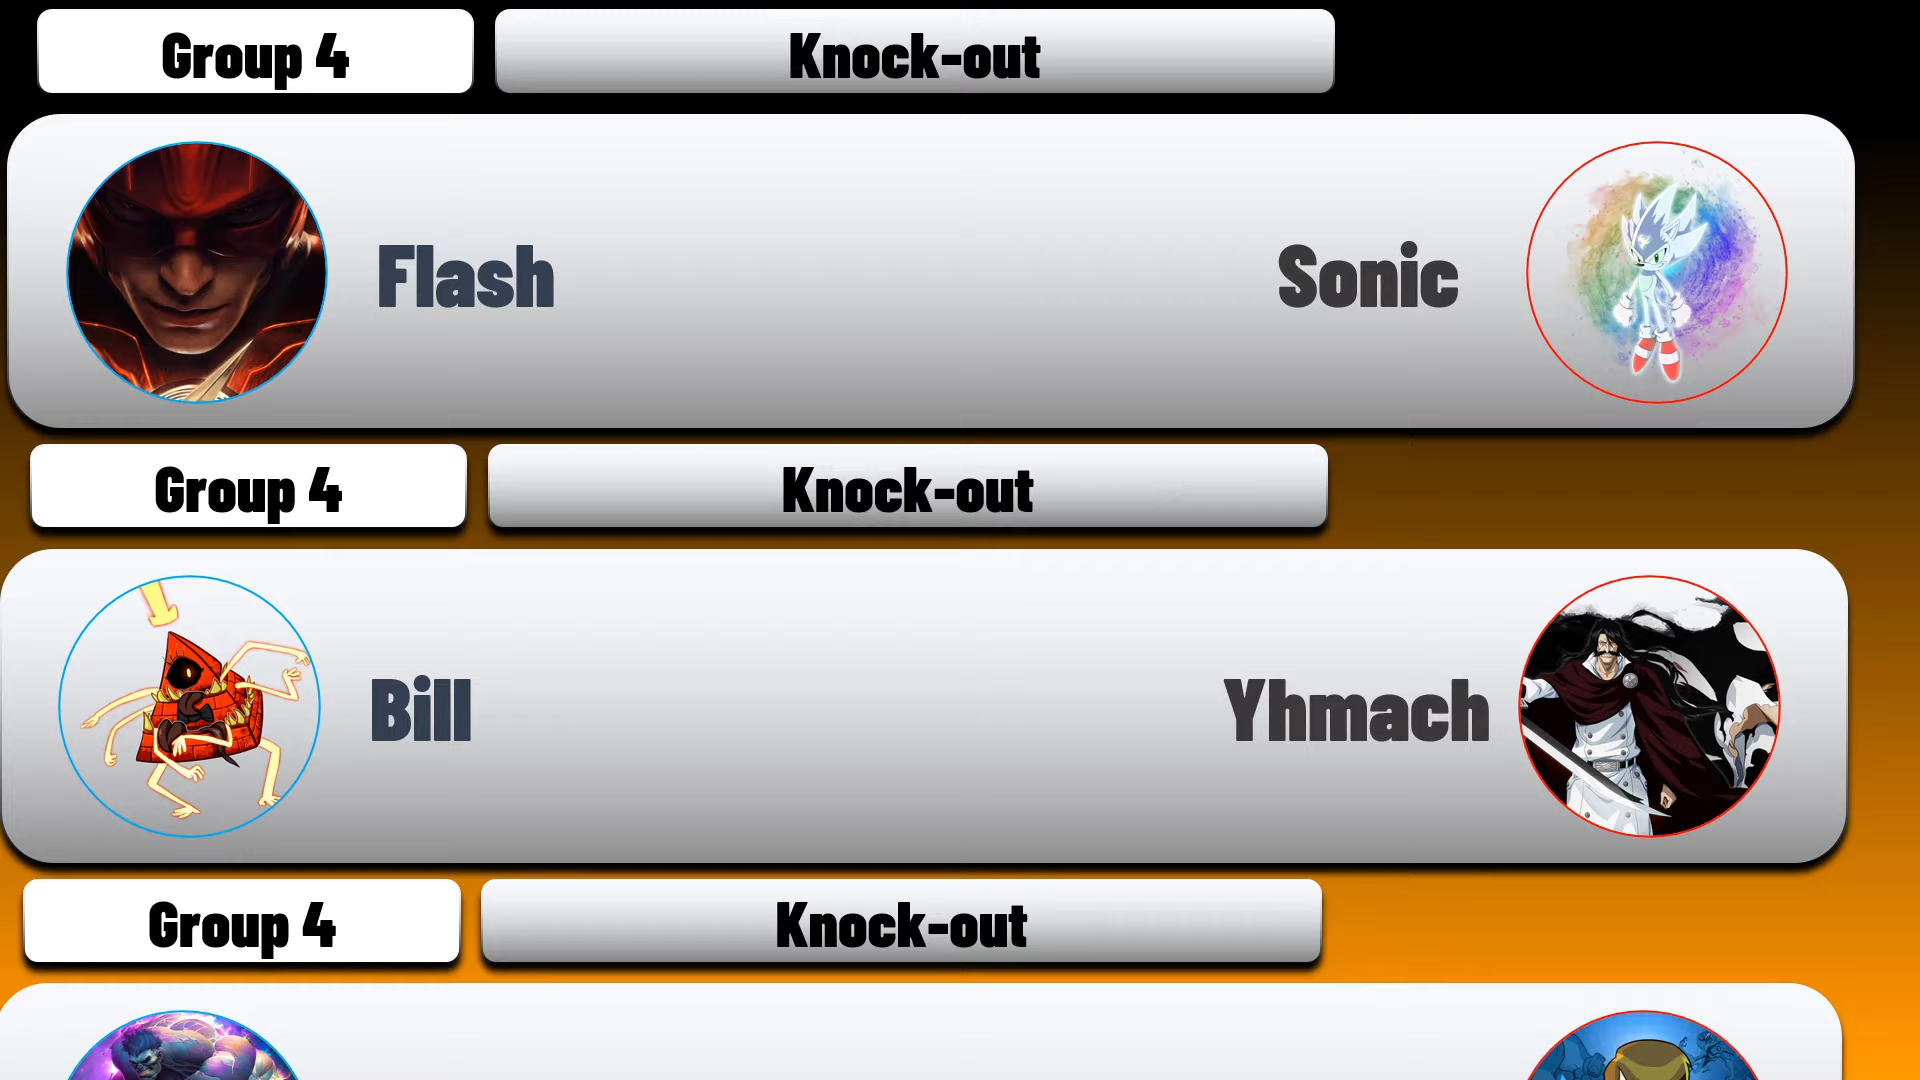 Group 4
Knock-out
Flash
Sonic
Group 4
Knock-out
Bill
Yhmach
Group 4
Knock-out